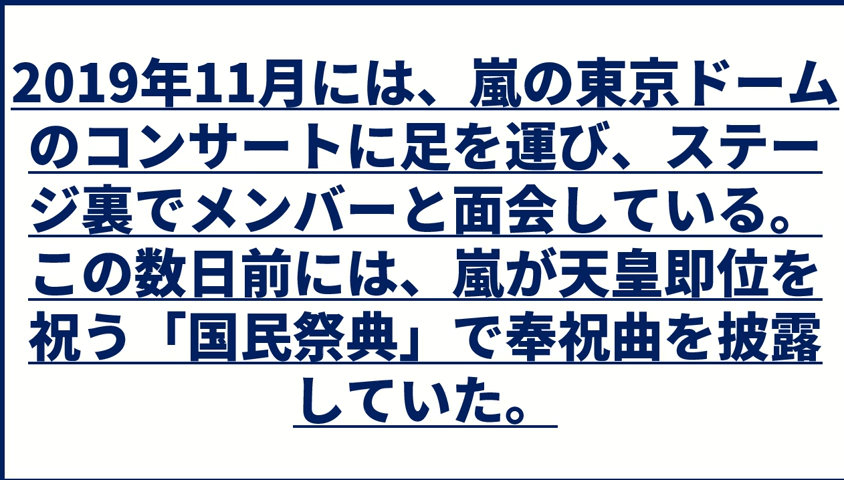 2019年11月には、嵐の東京ドーム
のコンサートに足を運び、ステー
ジ裏でメンバーと面会している。
この数日前には、嵐が天皇即位を
祝う「国民祭典」で奉祝曲を披露
していた。